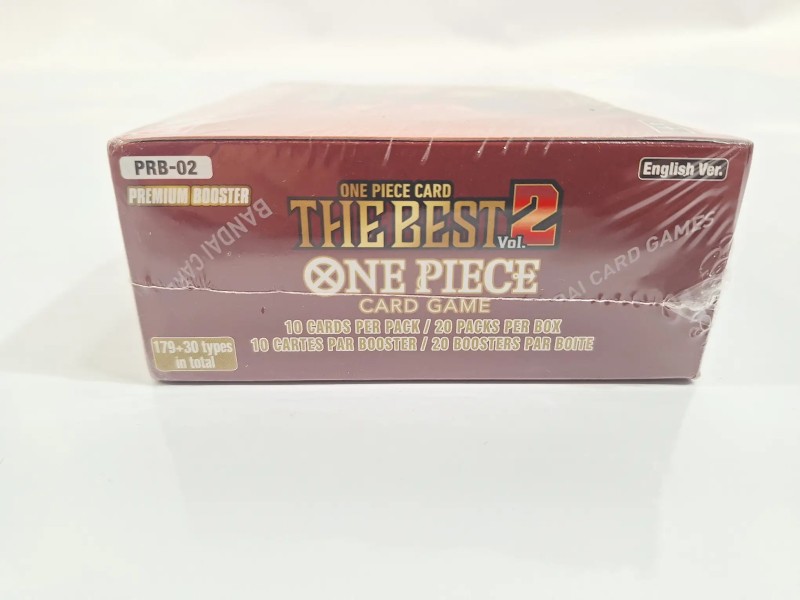 PRB-02
English Ver.
PREMIUM BOOSTER
ONE PIECE CARD
THE BEST
Vol. 2
BANDAI CAR
BANDAI CARD GAMES
ONE PIECE
CARD GAME
10 CARDS PER PACK / 20 PACKS PER BOX
10 CARTES PAR BOOSTER / 20 BOOSTERS PAR BOITE
179+30 types
in total